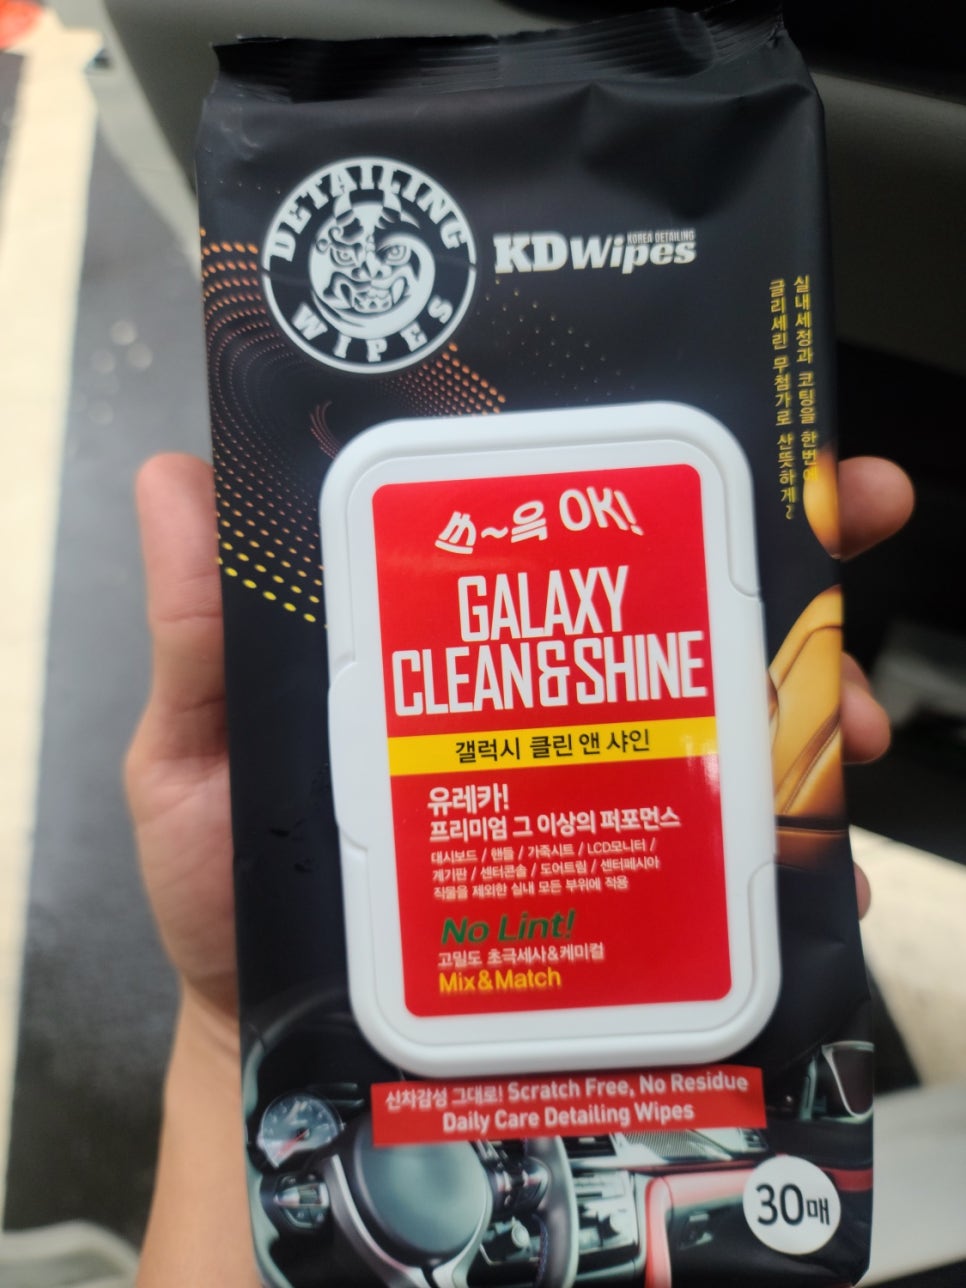 DETAILING
WIPES
KDWipes
KOREA DETAILING
실내세정과 코팅을 한번에
글리세린 무첨가로 산뜻하게~
쓰~윽 OK!
GALAXY
CLEAN&SHINE
갤럭시 클린 앤 샤인
유레카!
프리미엄 그 이상의 퍼포먼스
대시보드 / 핸들 / 가죽시트 / LCD모니터 /
계기판 / 센터콘솔 / 도어트림 / 센터페시아
직물을 제외한 실내 모든 부위에 적용
No Lint!
고밀도 초극세사&케미컬
Mix&Match
신차감성 그대로! Scratch Free, No Residue
Daily Care Detailing Wipes
30매